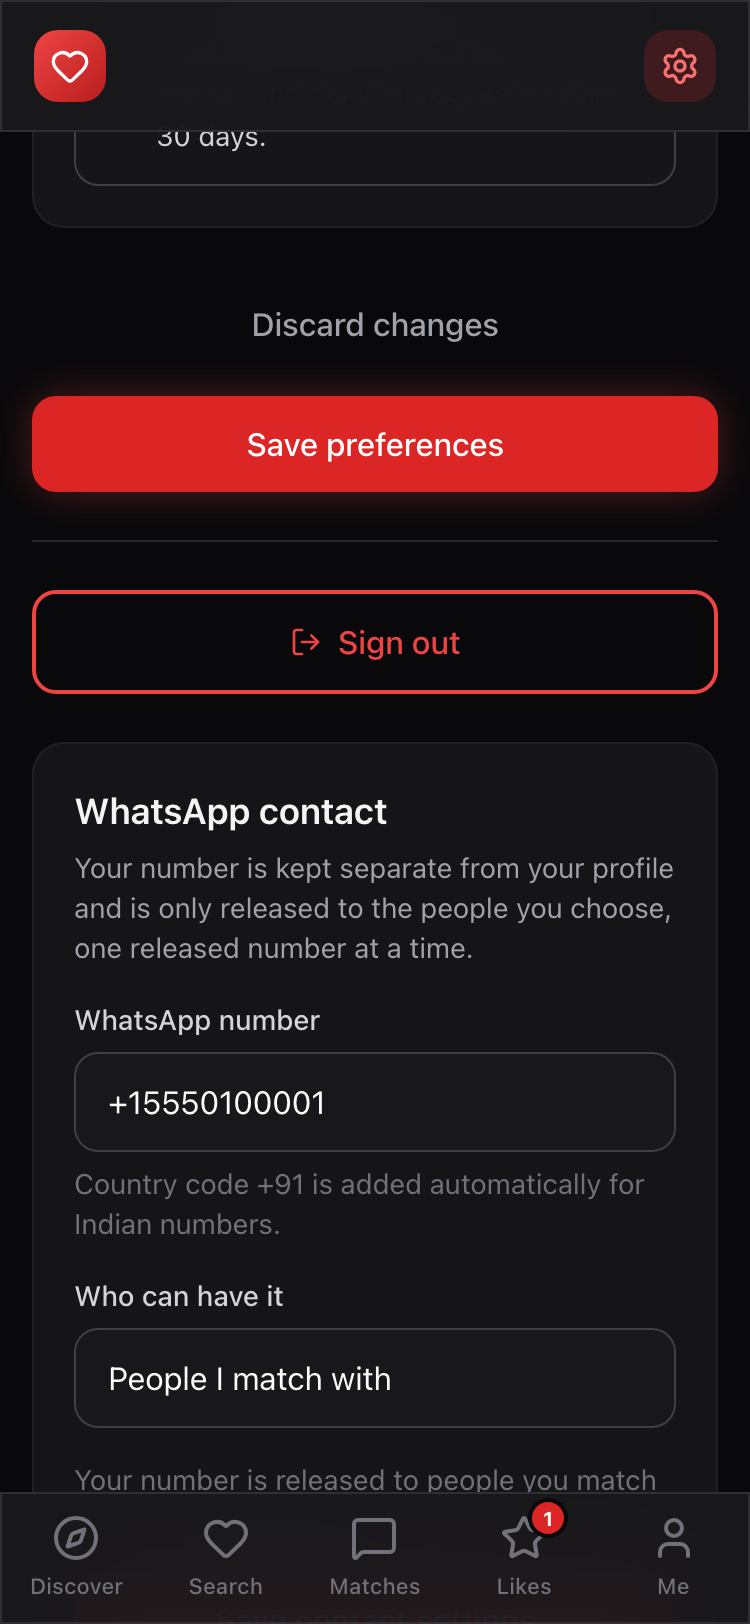 30 days.
Discard changes
Save preferences
Sign out
WhatsApp contact
Your number is kept separate from your profile
and is only released to the people you choose,
one released number at a time.
WhatsApp number
+15550100001
Country code +91 is added automatically for
Indian numbers.
Who can have it
People I match with
Your number is released to people you match
1
Discover
Search
Matches
Likes
Me
Save contact settings